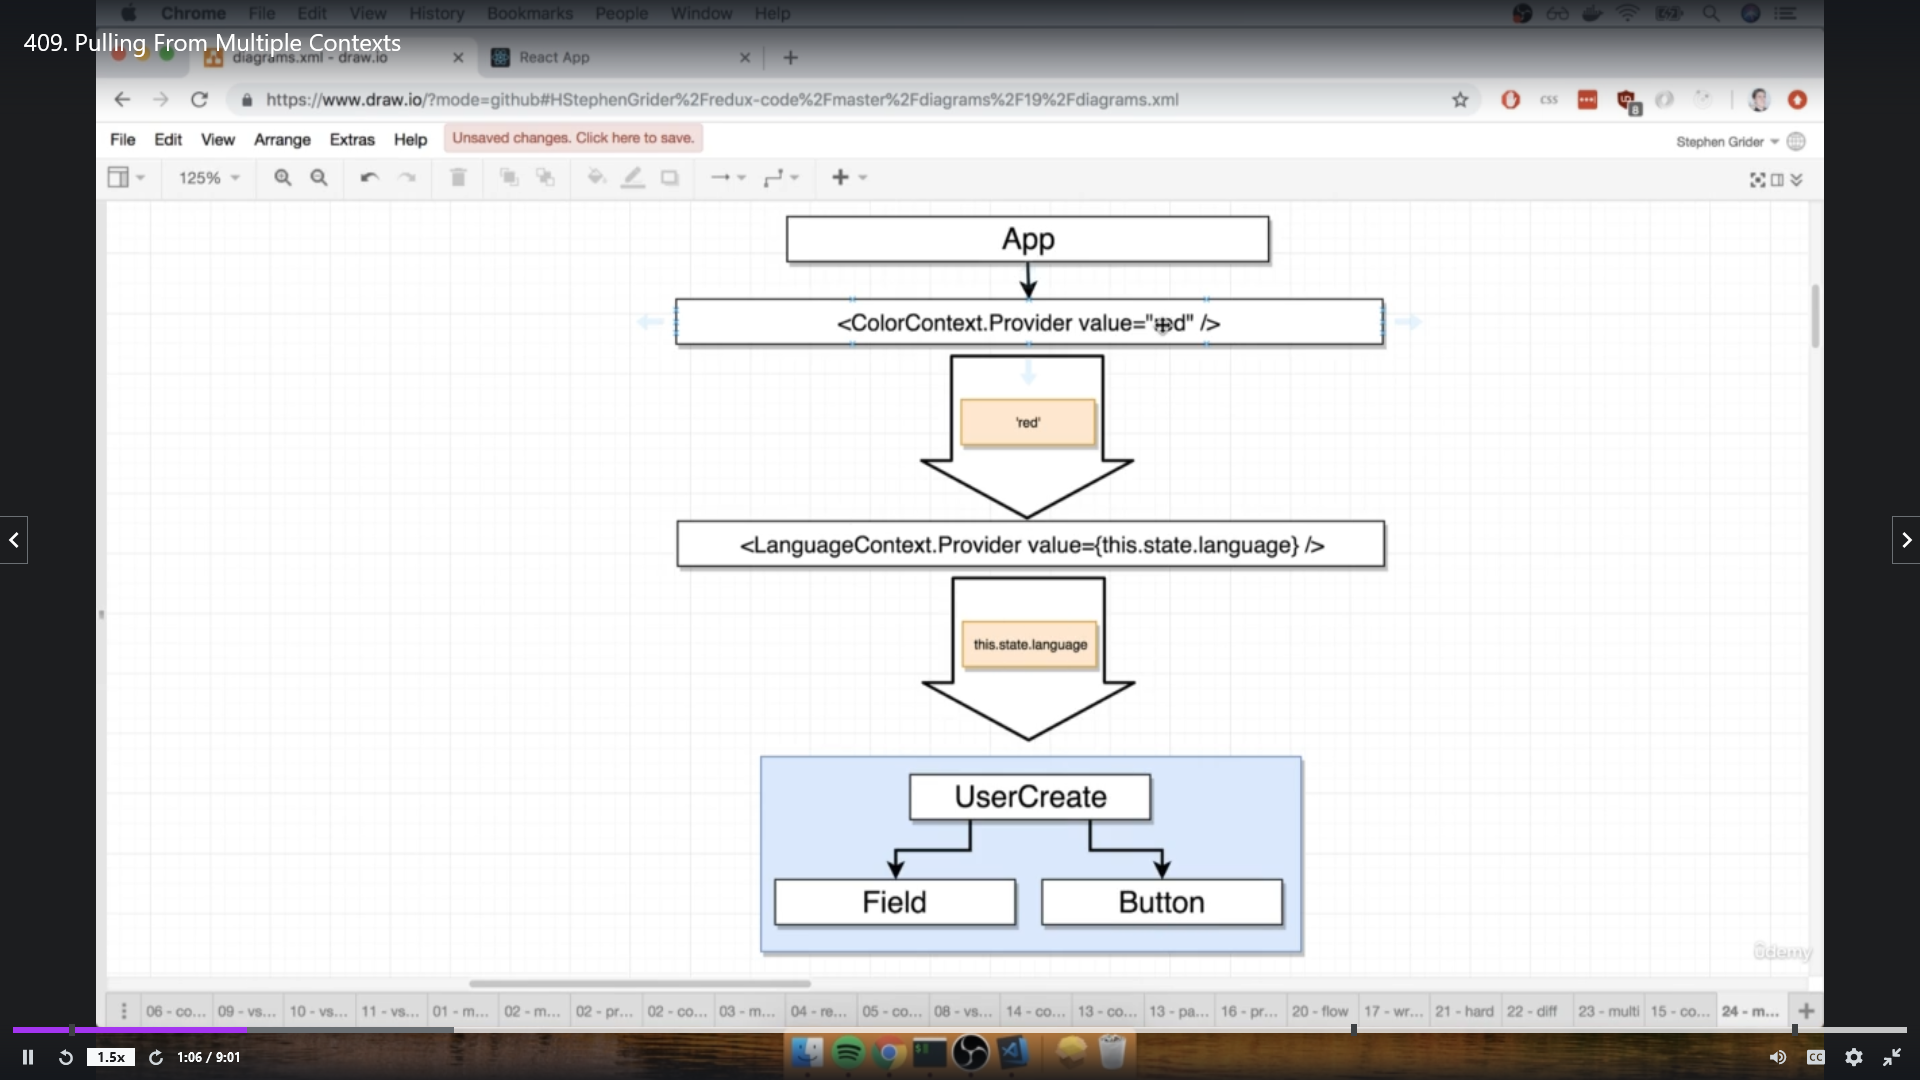 Chrome File Edit View History Bookmarks People Window Help
409. Pulling From Multiple Contexts
diagrams.xml - draw.io
React App
https://www.draw.io/?mode=github#HStephenGrider%2Fredux-code%2Fmaster%2Fdiagrams%2F19%2Fdiagrams.xml
CSS
8
File Edit View Arrange Extras Help Unsaved changes. Click here to save.
Stephen Grider
125%
App
<ColorContext.Provider value="red" />
'red'
<LanguageContext.Provider value={this.state.language} />
this.state.language
UserCreate
Field Button
ûdemy
06 - co... 09 - vs... 10 - vs... 11 - vs... 01 - m... 02 - m... 02 - pr... 02 - co... 03 - m... 04 - re... 05 - co... 08 - vs... 14 - co... 13 - co... 13 - pa... 16 - pr... 20 - flow 17 - wr... 21 - hard 22 - diff 23 - multi 15 - co... 24 - m...
1.5x 1:06 / 9:01
CC